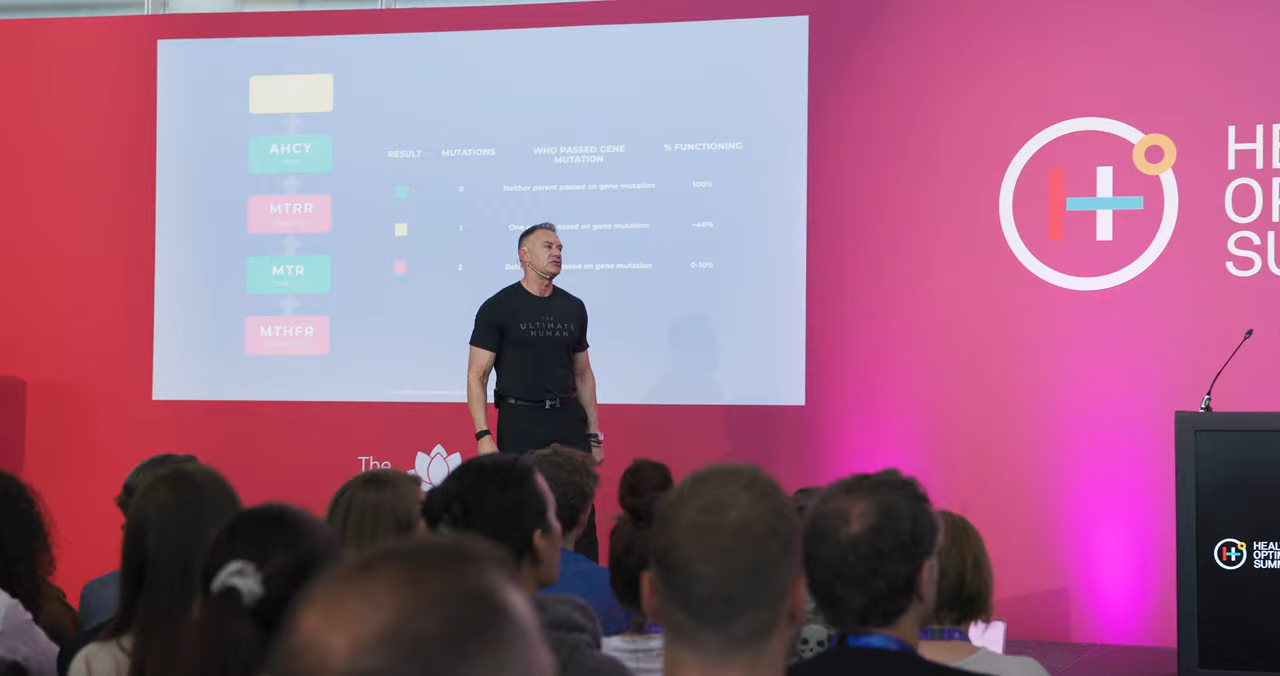 AHCY
MTRR
MTR
MTHFR
RESULT
MUTATIONS
WHO PASSED GENE
MUTATION
% FUNCTIONING
0
Neither parent passed on gene mutation
100%
1
passed on gene mutation
~40%
2
passed on gene mutation
0-10%
THE
ULTIMATE
HUMAN
The
HE
OP
SU
HEAL
OPTIM
SUMM